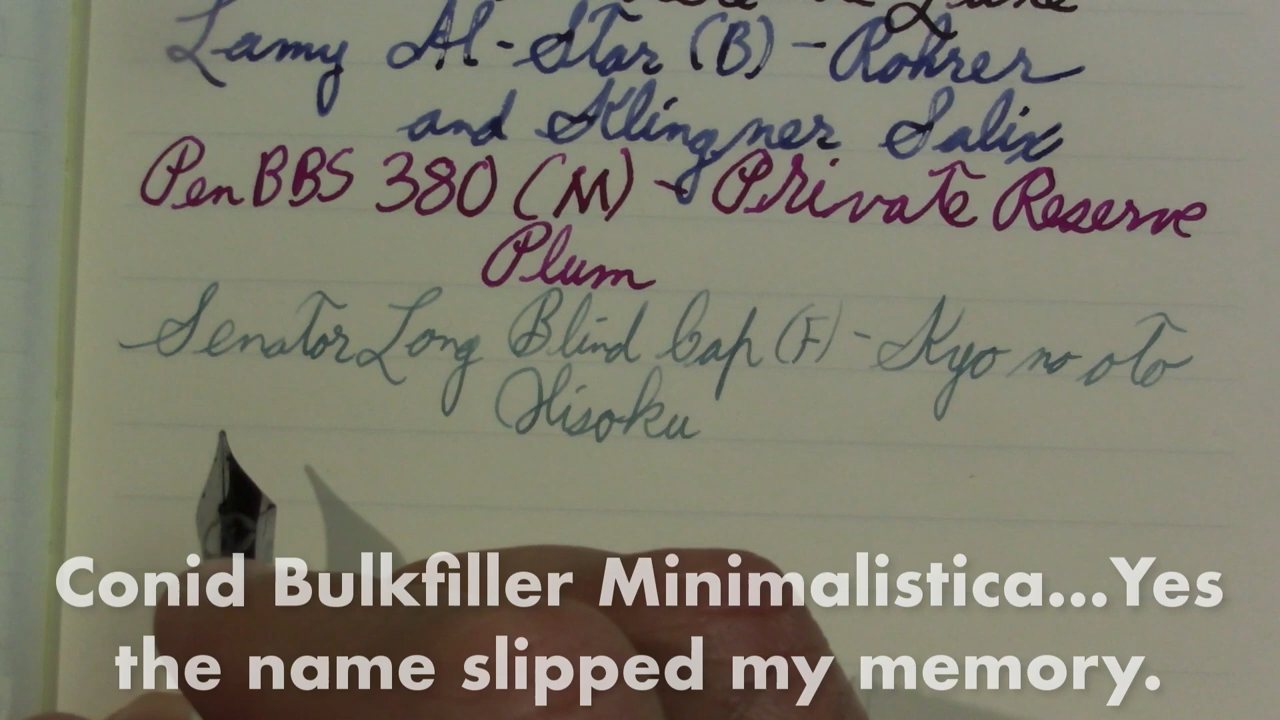 Lamy Al-Star (B) - Rohrer
and Klingner Salix
PenBBS 380 (M) - Private Reserve
Plum
Senator Long Blind Cap (F) - Kyo no oto
Hisoku
Conid Bulkfiller Minimalistica...Yes
the name slipped my memory.